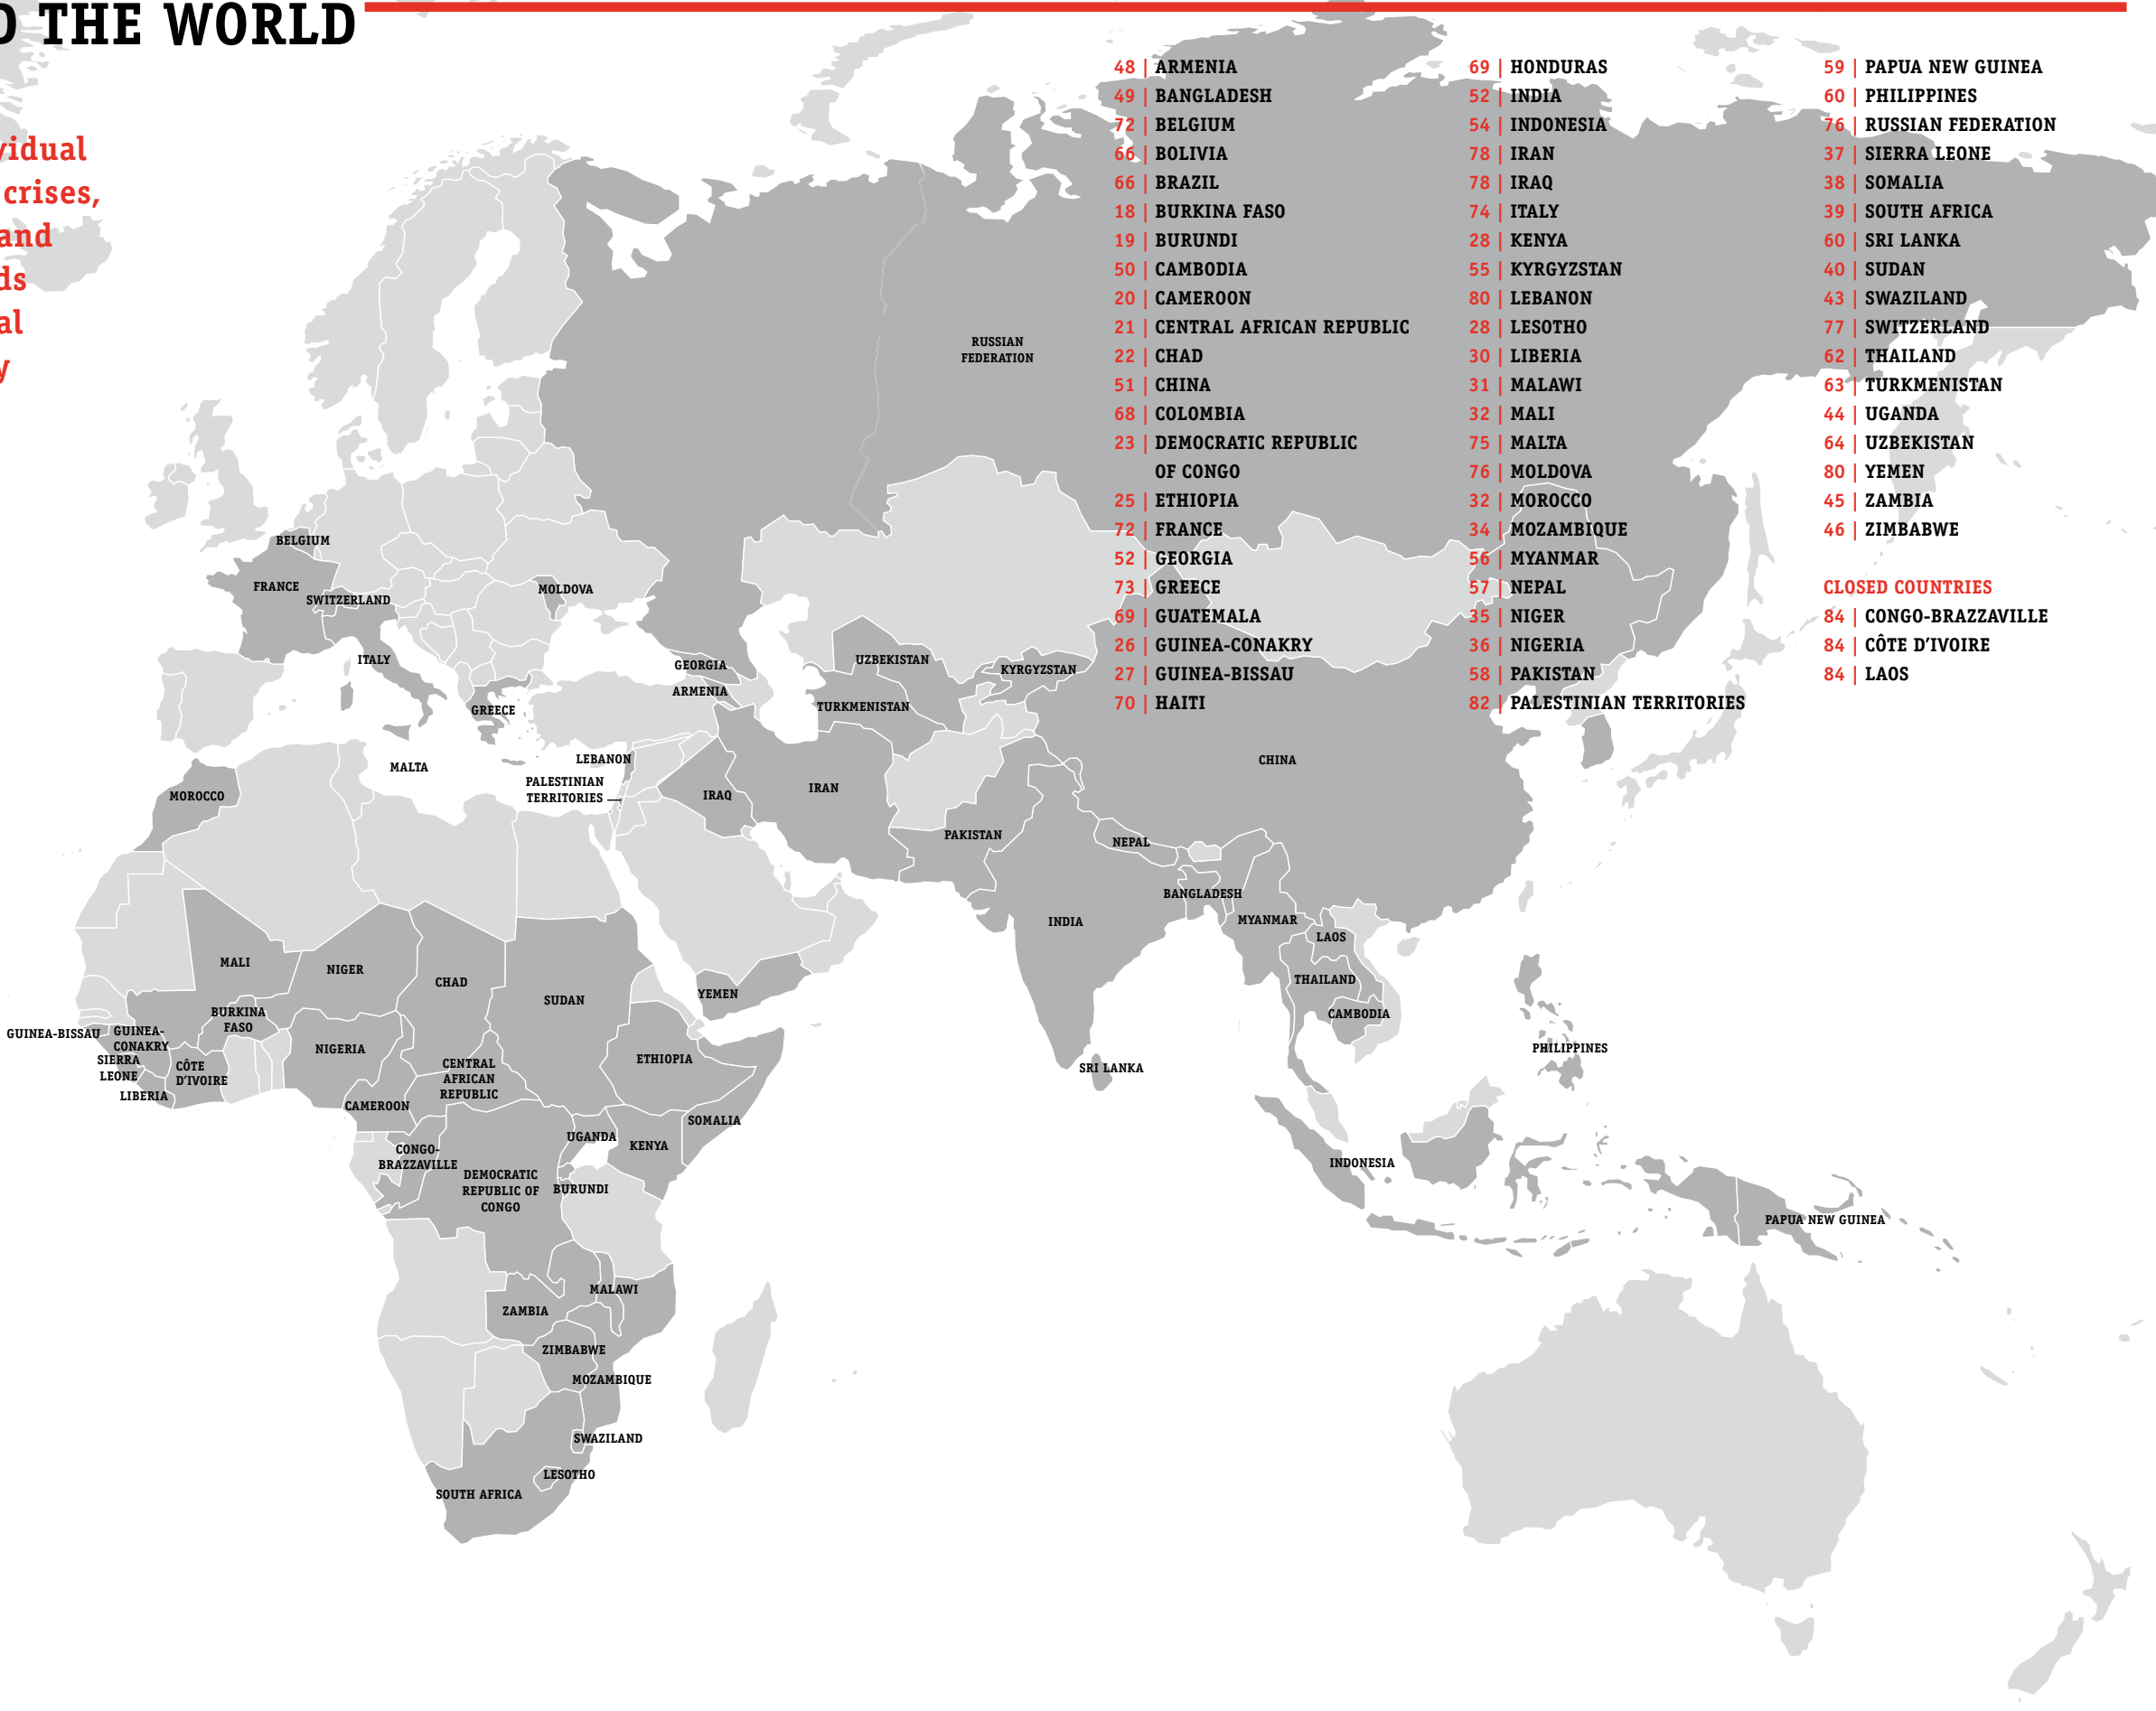 D THE WORLD
vidual
crises,
and
ds
al
y
48 | ARMENIA
49 | BANGLADESH
72 | BELGIUM
66 | BOLIVIA
66 | BRAZIL
18 | BURKINA FASO
19 | BURUNDI
50 | CAMBODIA
20 | CAMEROON
21 | CENTRAL AFRICAN REPUBLIC
22 | CHAD
51 | CHINA
68 | COLOMBIA
23 | DEMOCRATIC REPUBLIC
OF CONGO
25 | ETHIOPIA
72 | FRANCE
52 | GEORGIA
73 | GREECE
69 | GUATEMALA
26 | GUINEA-CONAKRY
27 | GUINEA-BISSAU
70 | HAITI
69 | HONDURAS
52 | INDIA
54 | INDONESIA
78 | IRAN
78 | IRAQ
74 | ITALY
28 | KENYA
55 | KYRGYZSTAN
80 | LEBANON
28 | LESOTHO
30 | LIBERIA
31 | MALAWI
32 | MALI
75 | MALTA
76 | MOLDOVA
32 | MOROCCO
34 | MOZAMBIQUE
56 | MYANMAR
57 | NEPAL
35 | NIGER
36 | NIGERIA
58 | PAKISTAN
82 | PALESTINIAN TERRITORIES
59 | PAPUA NEW GUINEA
60 | PHILIPPINES
76 | RUSSIAN FEDERATION
37 | SIERRA LEONE
38 | SOMALIA
39 | SOUTH AFRICA
60 | SRI LANKA
40 | SUDAN
43 | SWAZILAND
77 | SWITZERLAND
62 | THAILAND
63 | TURKMENISTAN
44 | UGANDA
64 | UZBEKISTAN
80 | YEMEN
45 | ZAMBIA
46 | ZIMBABWE
CLOSED COUNTRIES
84 | CONGO-BRAZZAVILLE
84 | CÔTE D'IVOIRE
84 | LAOS
RUSSIAN
FEDERATION
BELGIUM
FRANCE
SWITZERLAND
MOLDOVA
ITALY
GEORGIA
ARMENIA
GREECE
UZBEKISTAN
KYRGYZSTAN
TURKMENISTAN
LEBANON
MALTA
PALESTINIAN
TERRITORIES
MOROCCO
IRAQ
IRAN
CHINA
PAKISTAN
NEPAL
BANGLADESH
INDIA
MYANMAR
LAOS
THAILAND
CAMBODIA
MALI
NIGER
CHAD
SUDAN
YEMEN
BURKINA
FASO
GUINEA-BISSAU
GUINEA-
CONAKRY
SIERRA
LEONE
CÔTE
D'IVOIRE
LIBERIA
NIGERIA
CENTRAL
AFRICAN
REPUBLIC
ETHIOPIA
CAMEROON
SOMALIA
UGANDA
KENYA
CONGO-
BRAZZAVILLE
DEMOCRATIC
REPUBLIC OF
CONGO
BURUNDI
SRI LANKA
PHILIPPINES
INDONESIA
PAPUA NEW GUINEA
MALAWI
ZAMBIA
ZIMBABWE
MOZAMBIQUE
SWAZILAND
LESOTHO
SOUTH AFRICA